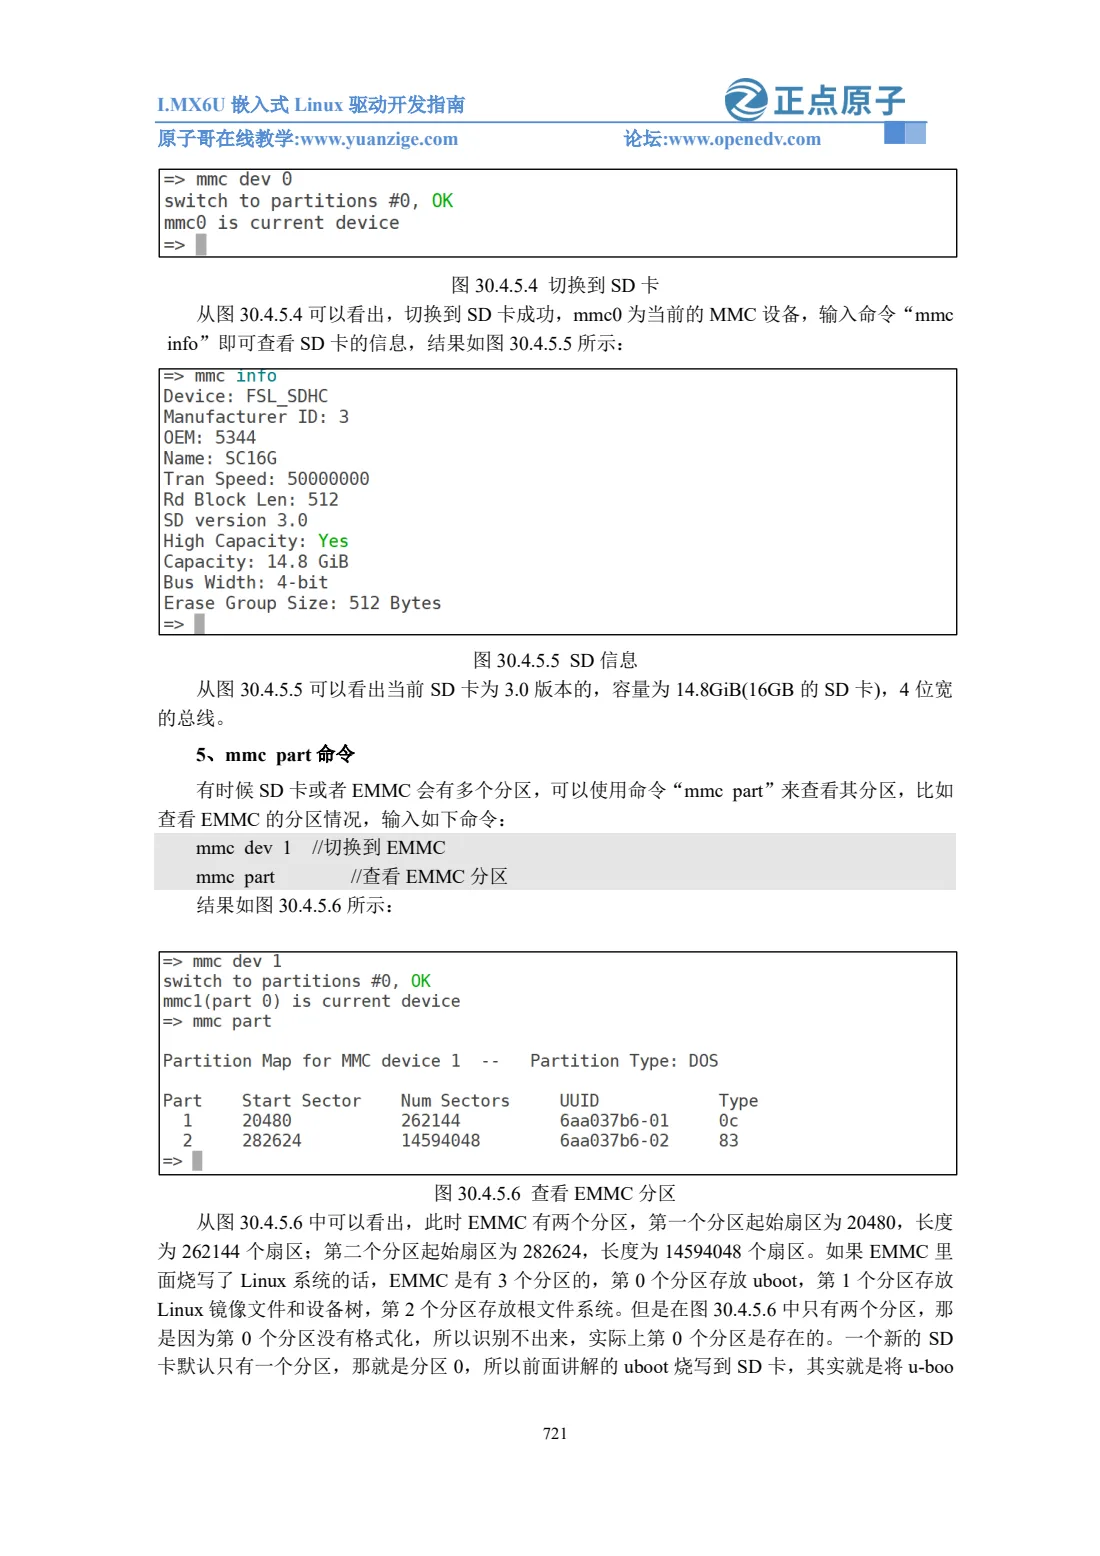 I.MX6U 嵌入式 Linux 驱动开发指南
正点原子
原子哥在线教学:www.yuanzige.com 论坛:www.openedv.com
=> mmc dev 0
switch to partitions #0, OK
mmc0 is current device
=>
图 30.4.5.4 切换到 SD 卡
从图 30.4.5.4 可以看出，切换到 SD 卡成功，mmc0 为当前的 MMC 设备，输入命令“mmc
info”即可查看 SD 卡的信息，结果如图 30.4.5.5 所示：
=> mmc info
Device: FSL_SDHC
Manufacturer ID: 3
OEM: 5344
Name: SC16G
Tran Speed: 50000000
Rd Block Len: 512
SD version 3.0
High Capacity: Yes
Capacity: 14.8 GiB
Bus Width: 4-bit
Erase Group Size: 512 Bytes
=>
图 30.4.5.5 SD 信息
从图 30.4.5.5 可以看出当前 SD 卡为 3.0 版本的，容量为 14.8GiB(16GB 的 SD 卡)，4 位宽
的总线。
5、mmc part 命令
有时候 SD 卡或者 EMMC 会有多个分区，可以使用命令“mmc part”来查看其分区，比如
查看 EMMC 的分区情况，输入如下命令：
mmc dev 1 //切换到 EMMC
mmc part //查看 EMMC 分区
结果如图 30.4.5.6 所示：
=> mmc dev 1
switch to partitions #0, OK
mmc1(part 0) is current device
=> mmc part
Partition Map for MMC device 1 -- Partition Type: DOS
Part Start Sector Num Sectors UUID Type
1 20480 262144 6aa037b6-01 0c
2 282624 14594048 6aa037b6-02 83
=>
图 30.4.5.6 查看 EMMC 分区
从图 30.4.5.6 中可以看出，此时 EMMC 有两个分区，第一个分区起始扇区为 20480，长度
为 262144 个扇区；第二个分区起始扇区为 282624，长度为 14594048 个扇区。如果 EMMC 里
面烧写了 Linux 系统的话，EMMC 是有 3 个分区的，第 0 个分区存放 uboot，第 1 个分区存放
Linux 镜像文件和设备树，第 2 个分区存放根文件系统。但是在图 30.4.5.6 中只有两个分区，那
是因为第 0 个分区没有格式化，所以识别不出来，实际上第 0 个分区是存在的。一个新的 SD
卡默认只有一个分区，那就是分区 0，所以前面讲解的 uboot 烧写到 SD 卡，其实就是将 u-boo
721